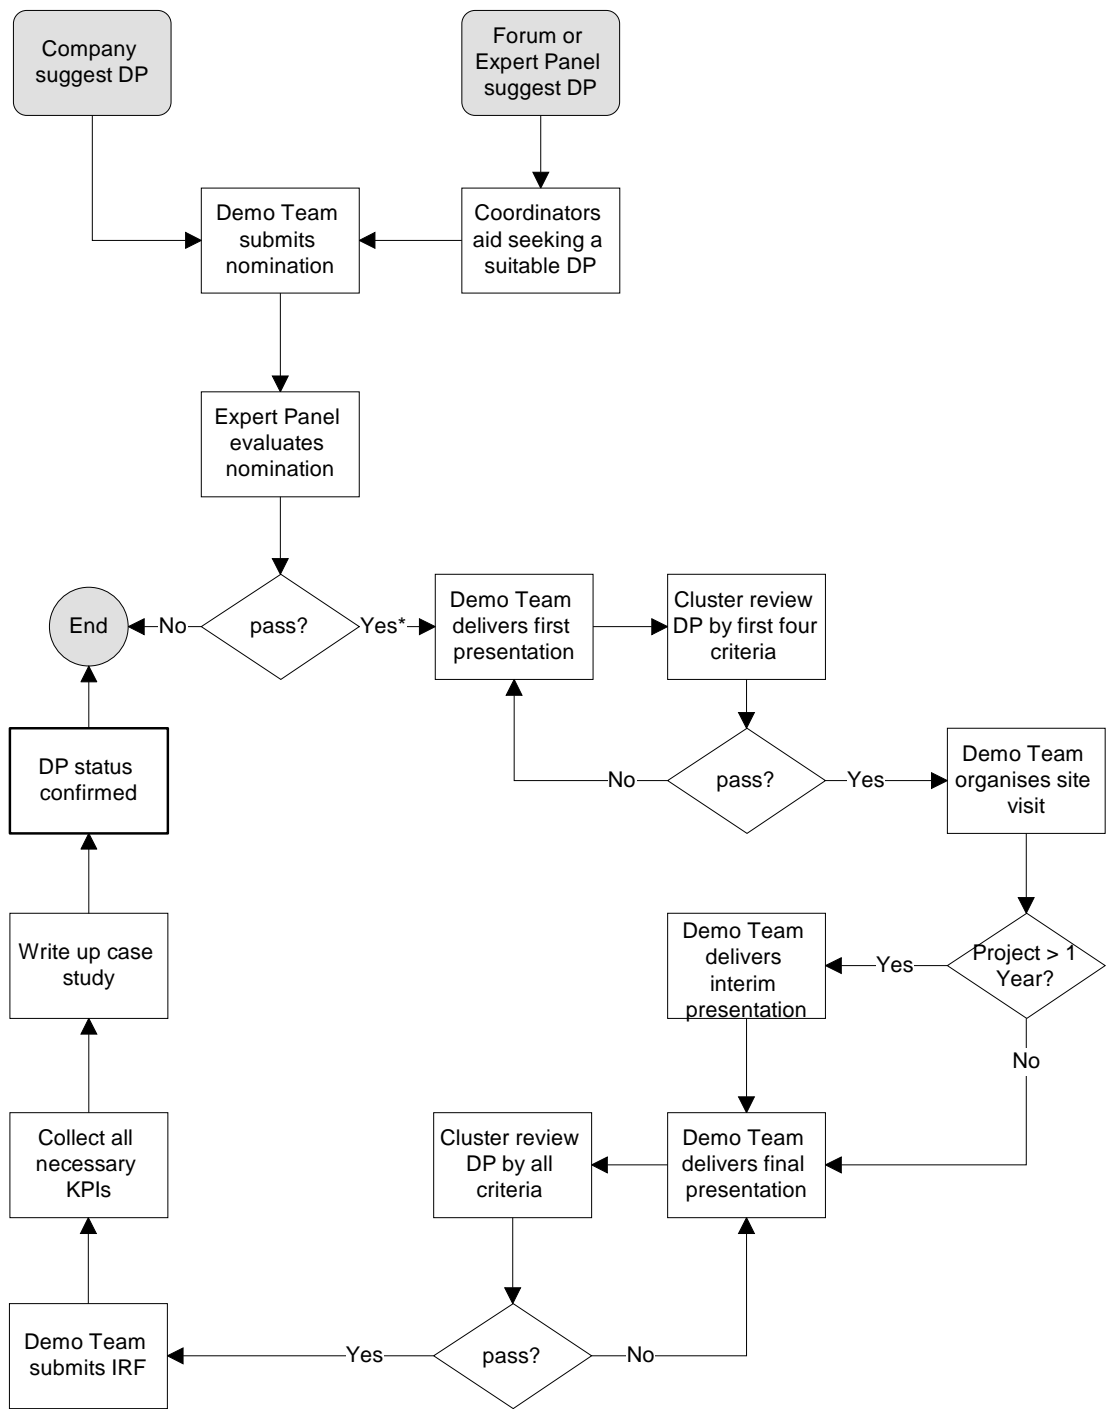 Company
suggest DP
Forum or
Expert Panel
suggest DP
Demo Team
submits
nomination
Coordinators
aid seeking a
suitable DP
Expert Panel
evaluates
nomination
End
No
pass?
Yes*
Demo Team
delivers first
presentation
Cluster review
DP by first four
criteria
DP status
confirmed
No
pass?
Yes
Demo Team
organises site
visit
Write up case
study
Demo Team
delivers
interim
presentation
Yes
Project > 1
Year?
No
Collect all
necessary
KPIs
Cluster review
DP by all
criteria
Demo Team
delivers final
presentation
Demo Team
submits IRF
Yes
pass?
No